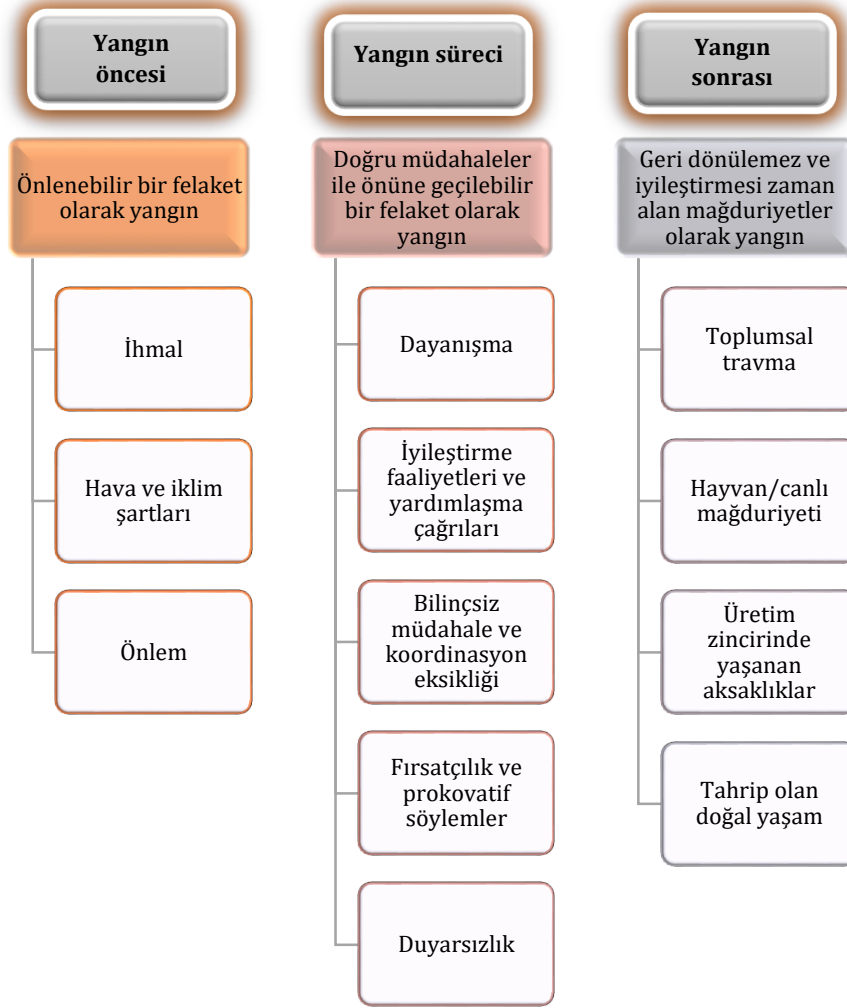 Yangın
öncesi
Önlenebilir bir felaket
olarak yangın
İhmal
Hava ve iklim
şartları
Önlem
Yangın süreci
Doğru müdahaleler
ile önüne geçilebilir
bir felaket olarak
yangın
Dayanışma
İyileştirme
faaliyetleri ve
yardımlaşma
çağrıları
Bilinçsiz
müdahale ve
koordinasyon
eksikliği
Fırsatçılık ve
prokovatif
söylemler
Duyarsızlık
Yangın
sonrası
Geri dönülemez ve
iyileştirmesi zaman
alan mağduriyetler
olarak yangın
Toplumsal
travma
Hayvan/canlı
mağduriyeti
Üretim
zincirinde
yaşanan
aksaklıklar
Tahrip olan
doğal yaşam